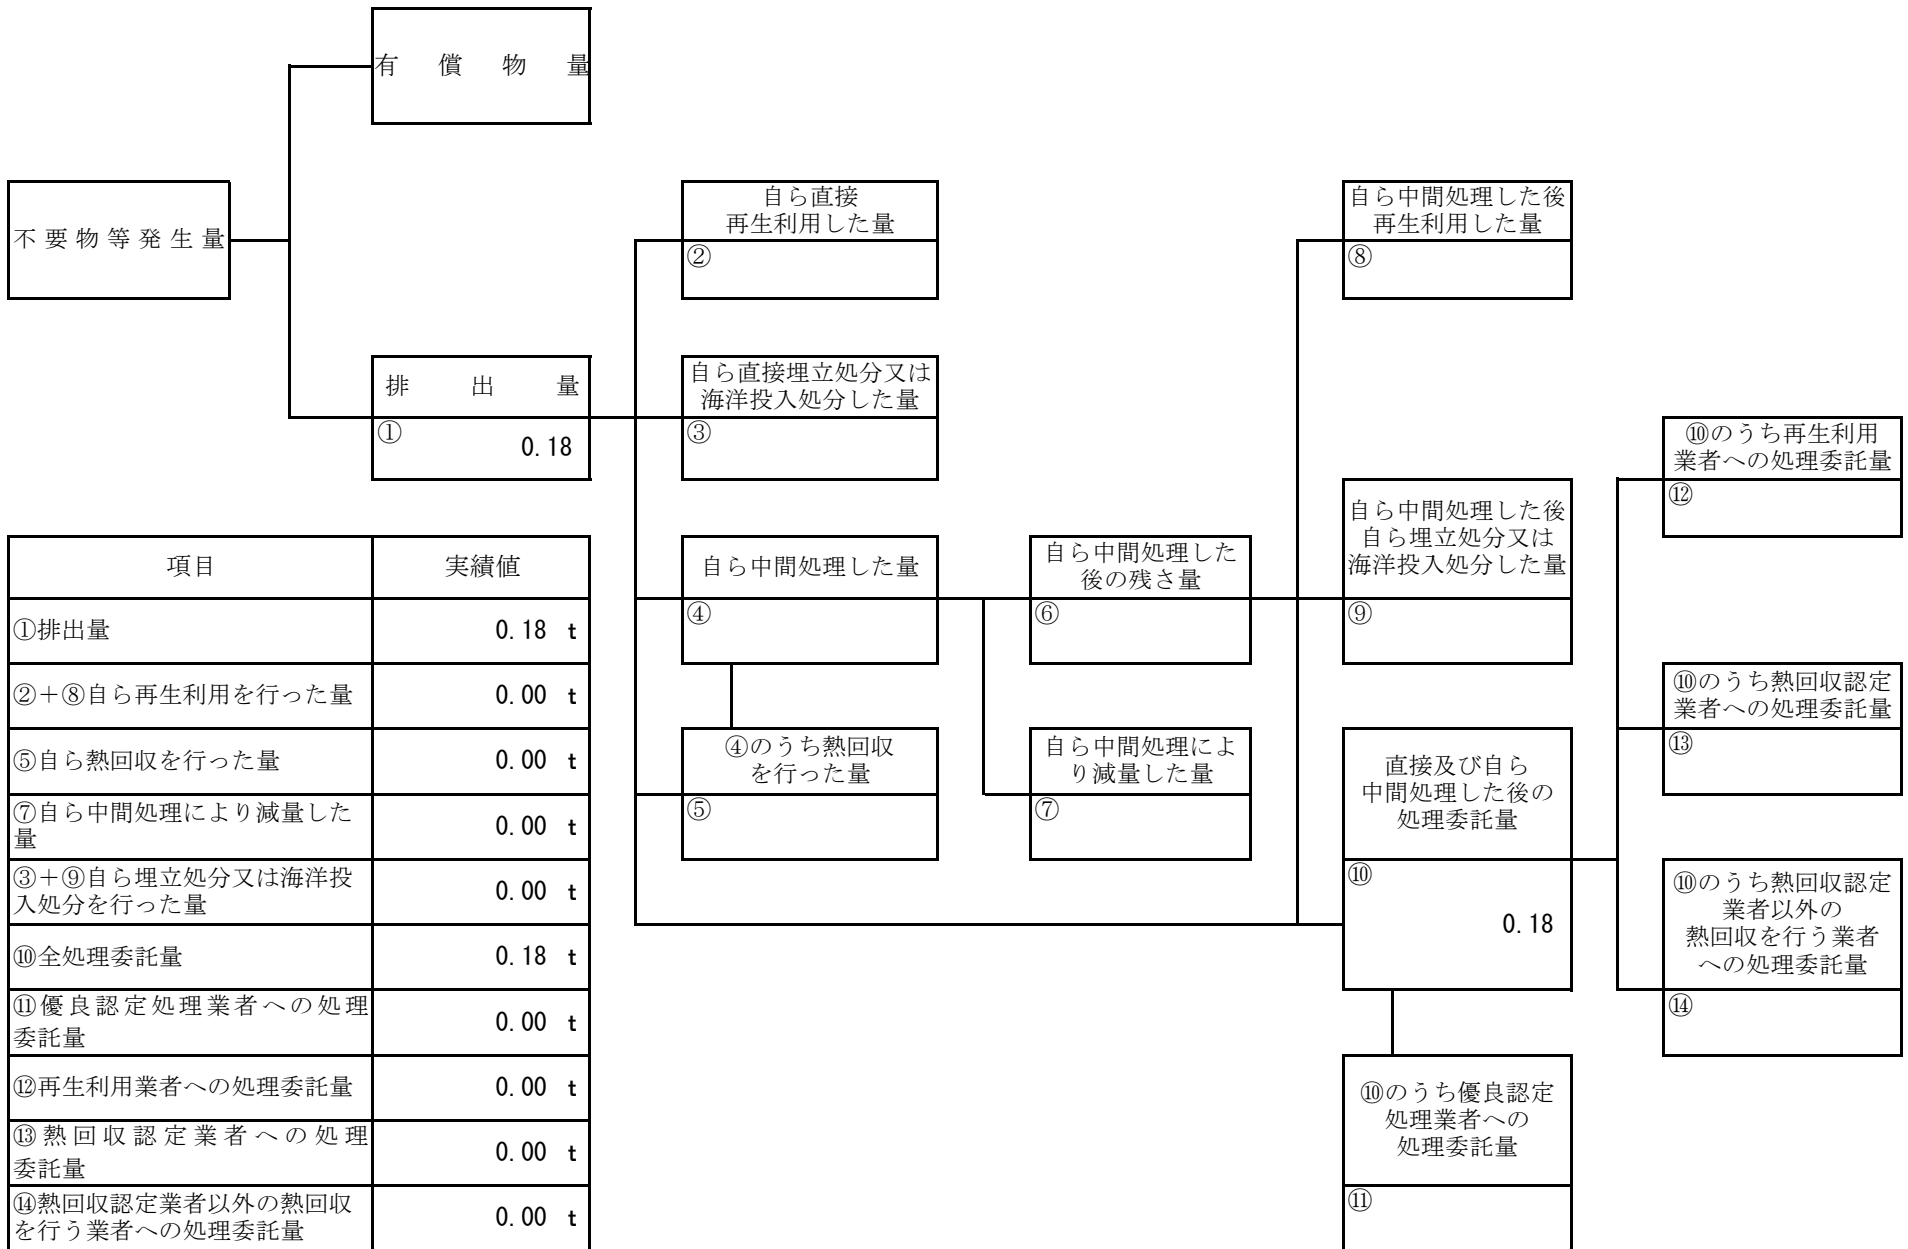 有償物量
不要物等発生量
自ら直接
再生利用した量
②
自ら中間処理した後
再生利用した量
⑧
排出量
①
0.18
自ら直接埋立処分又は
海洋投入処分した量
③
⑩のうち再生利用
業者への処理委託量
⑫
自ら中間処理した量
④
自ら中間処理した
後の残さ量
⑥
自ら中間処理した後
自ら埋立処分又は
海洋投入処分した量
⑨
⑩のうち熱回収認定
業者への処理委託量
⑬
④のうち熱回収
を行った量
⑤
自ら中間処理によ
り減量した量
⑦
直接及び自ら
中間処理した後の
処理委託量
⑩
0.18
⑩のうち熱回収認定
業者以外の
熱回収を行う業者
への処理委託量
⑭
⑩のうち優良認定
処理業者への
処理委託量
⑪
項目 実績値
①排出量 0.18 t
②＋⑧自ら再生利用を行った量 0.00 t
⑤自ら熱回収を行った量 0.00 t
⑦自ら中間処理により減量した
量 0.00 t
③＋⑨自ら埋立処分又は海洋投
入処分を行った量 0.00 t
⑩全処理委託量 0.18 t
⑪優良認定処理業者への処理
委託量 0.00 t
⑫再生利用業者への処理委託量 0.00 t
⑬熱回収認定業者への処理
委託量 0.00 t
⑭熱回収認定業者以外の熱回収
を行う業者への処理委託量 0.00 t